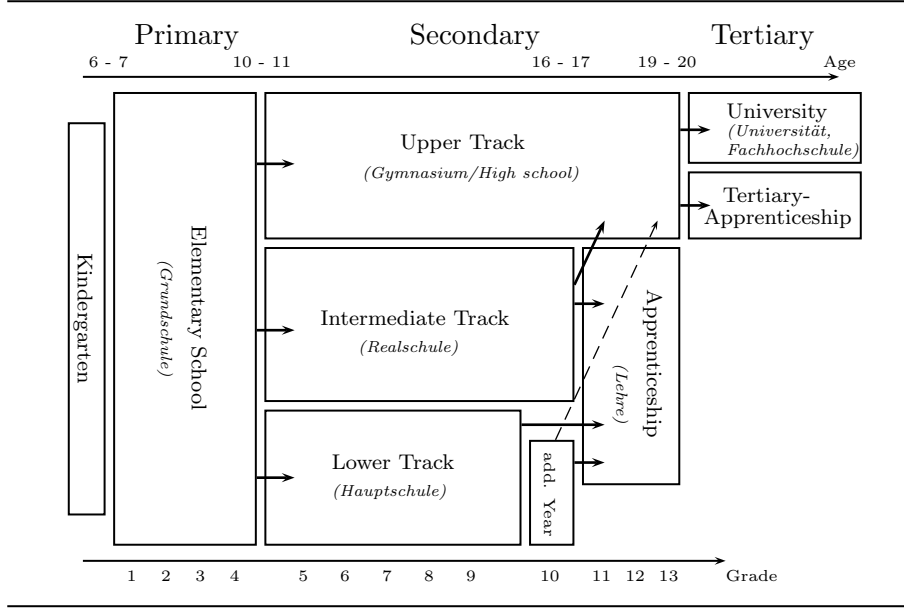 Primary Secondary Tertiary
6 - 7 10 - 11 16 - 17 19 - 20 Age
Kindergarten
Elementary School
(Grundschule)
Upper Track
(Gymnasium/High school)
Intermediate Track
(Realschule)
Lower Track
(Hauptschule)
add. Year
Apprenticeship
(Lehre)
University
(Universität,
Fachhochschule)
Tertiary-
Apprenticeship
1 2 3 4 5 6 7 8 9 10 11 12 13 Grade